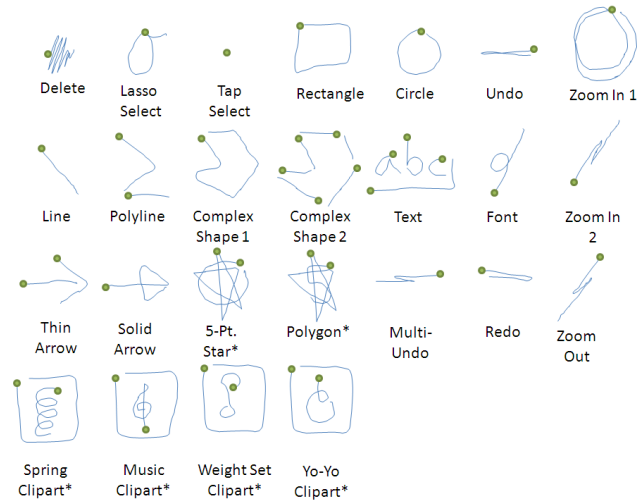 Delete
Lasso
Select
Tap
Select
Rectangle
Circle
Undo
Zoom In 1
abc
Line
Polyline
Complex
Shape 1
Complex
Shape 2
Text
Font
Zoom In
2
Thin
Arrow
Solid
Arrow
5-Pt.
Star*
Polygon*
Multi-
Undo
Redo
Zoom
Out
Spring
Clipart*
Music
Clipart*
Weight Set
Clipart*
Yo-Yo
Clipart*